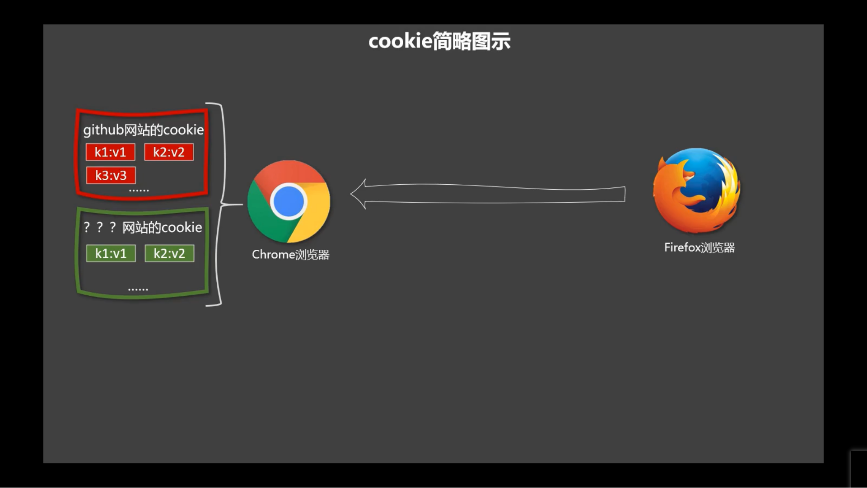 cookie简略图示
github网站的cookie
k1:v1 k2:v2
k3:v3
......
？？？网站的cookie
k1:v1 k2:v2
......
Chrome浏览器
Firefox浏览器